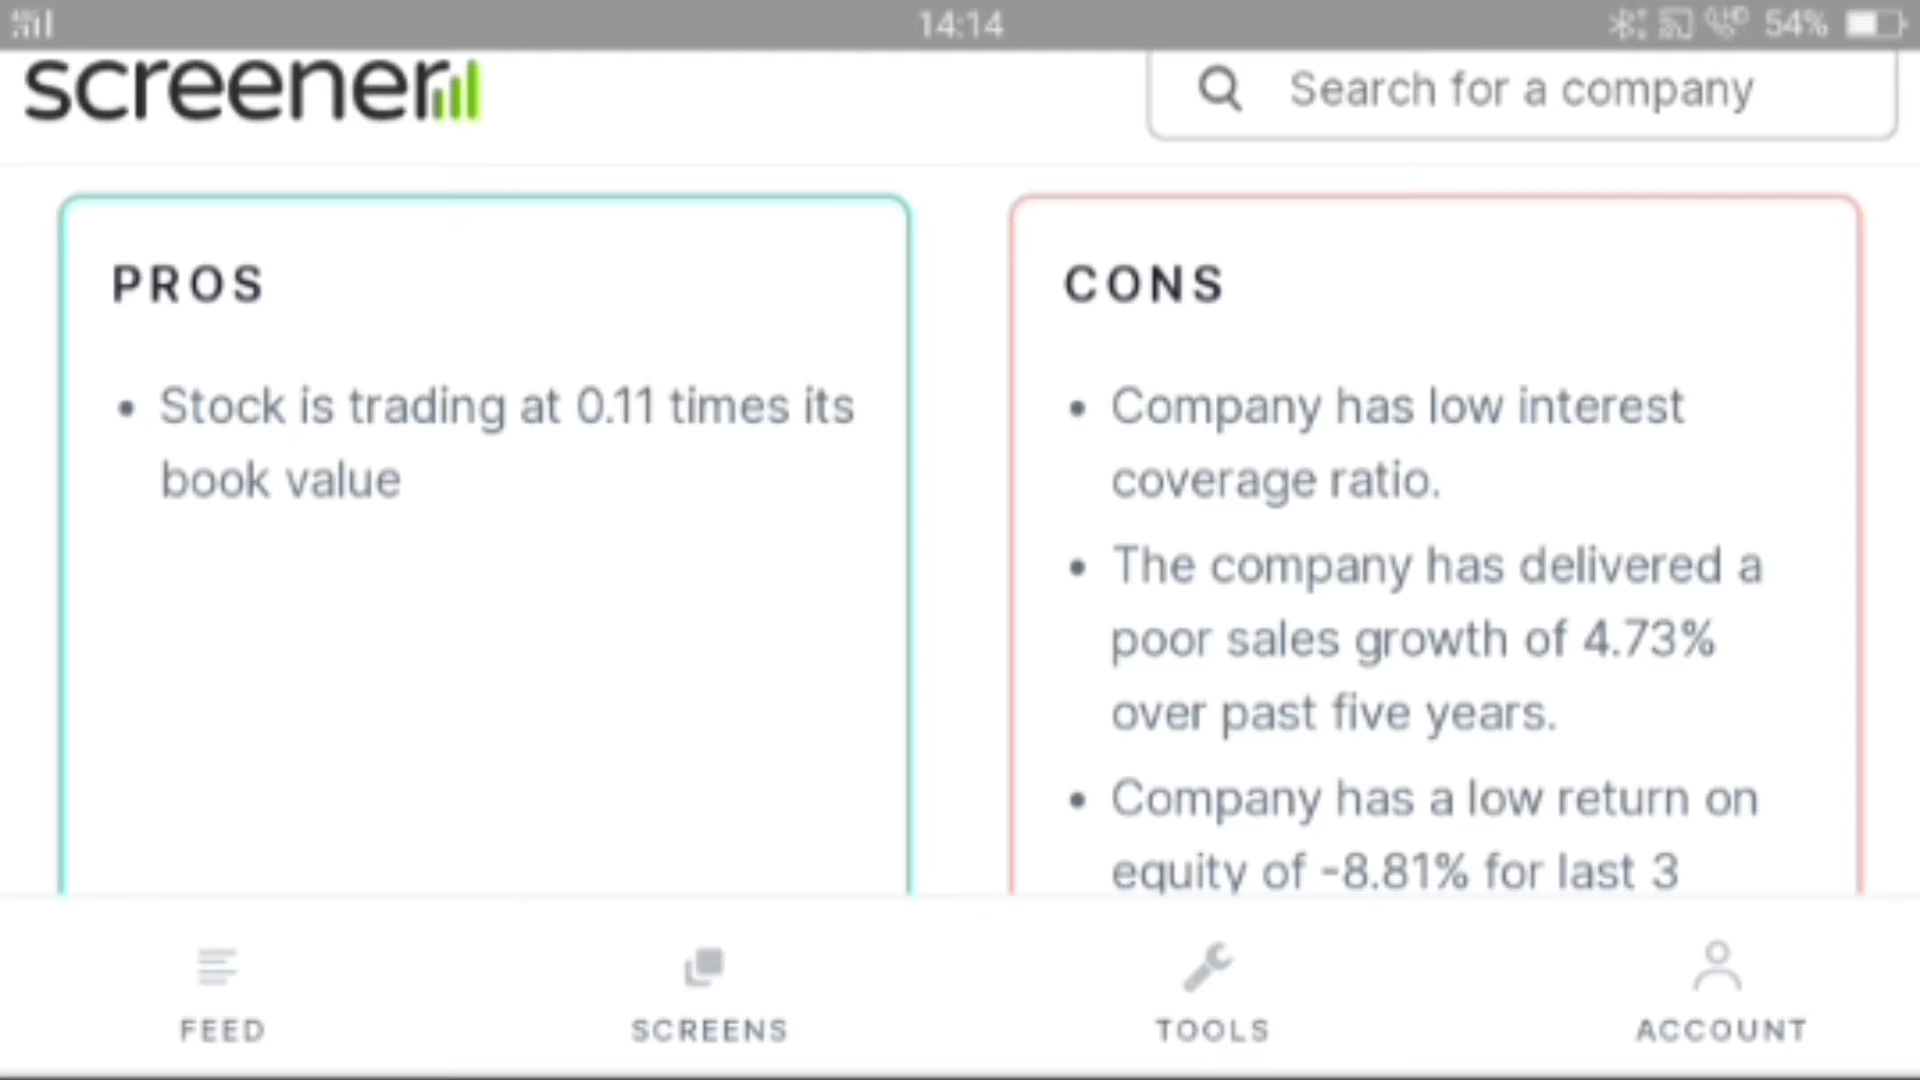 14:14
54%
screener
Search for a company
PROS
• Stock is trading at 0.11 times its
book value
CONS
• Company has low interest
coverage ratio.
• The company has delivered a
poor sales growth of 4.73%
over past five years.
• Company has a low return on
equity of -8.81% for last 3
FEED
SCREENS
TOOLS
ACCOUNT